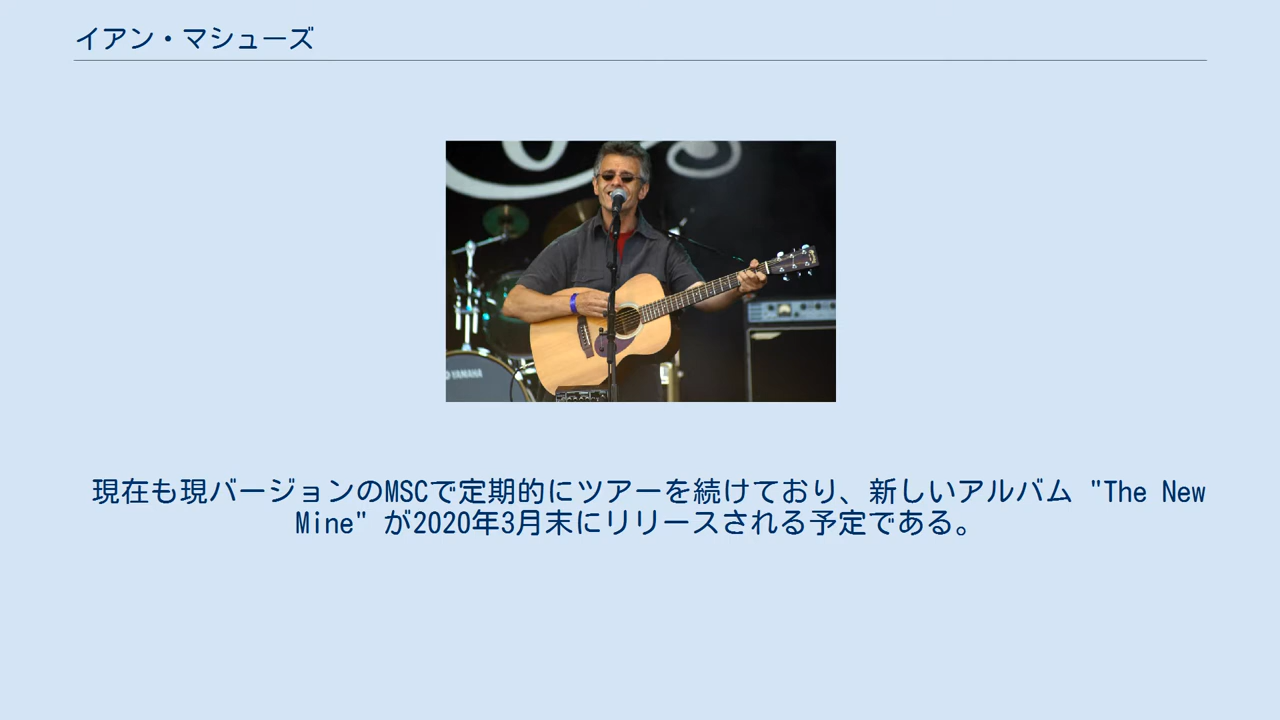 イアン・マシューズ
YAMAHA
現在も現バージョンのMSCで定期的にツアーを続けており、新しいアルバム "The New
Mine" が2020年3月末にリリースされる予定である。